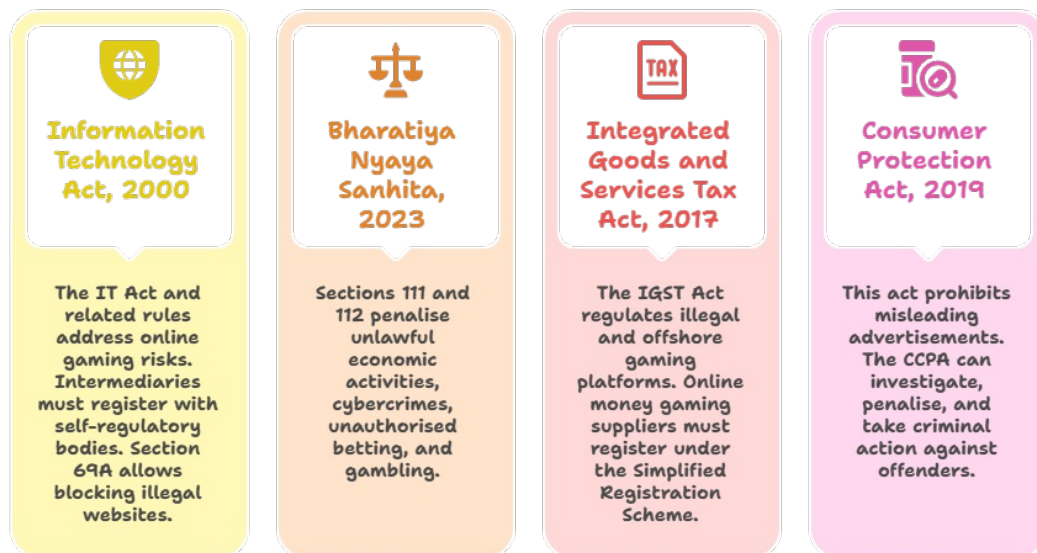 Information
Technology
Act, 2000
The IT Act and
related rules
address online
gaming risks.
Intermediaries
must register with
self-regulatory
bodies. Section
69A allows
blocking illegal
websites.
Bharatiya
Nyaya
Sanhita,
2023
Sections 111 and
112 penalise
unlawful
economic
activities,
cybercrimes,
unauthorised
betting, and
gambling.
TAX
Integrated
Goods and
Services Tax
Act, 2017
The IGST Act
regulates illegal
and offshore
gaming
platforms. Online
money gaming
suppliers must
register under
the Simplified
Registration
Scheme.
Consumer
Protection
Act, 2019
This act prohibits
misleading
advertisements.
The CCPA can
investigate,
penalise, and
take criminal
action against
offenders.